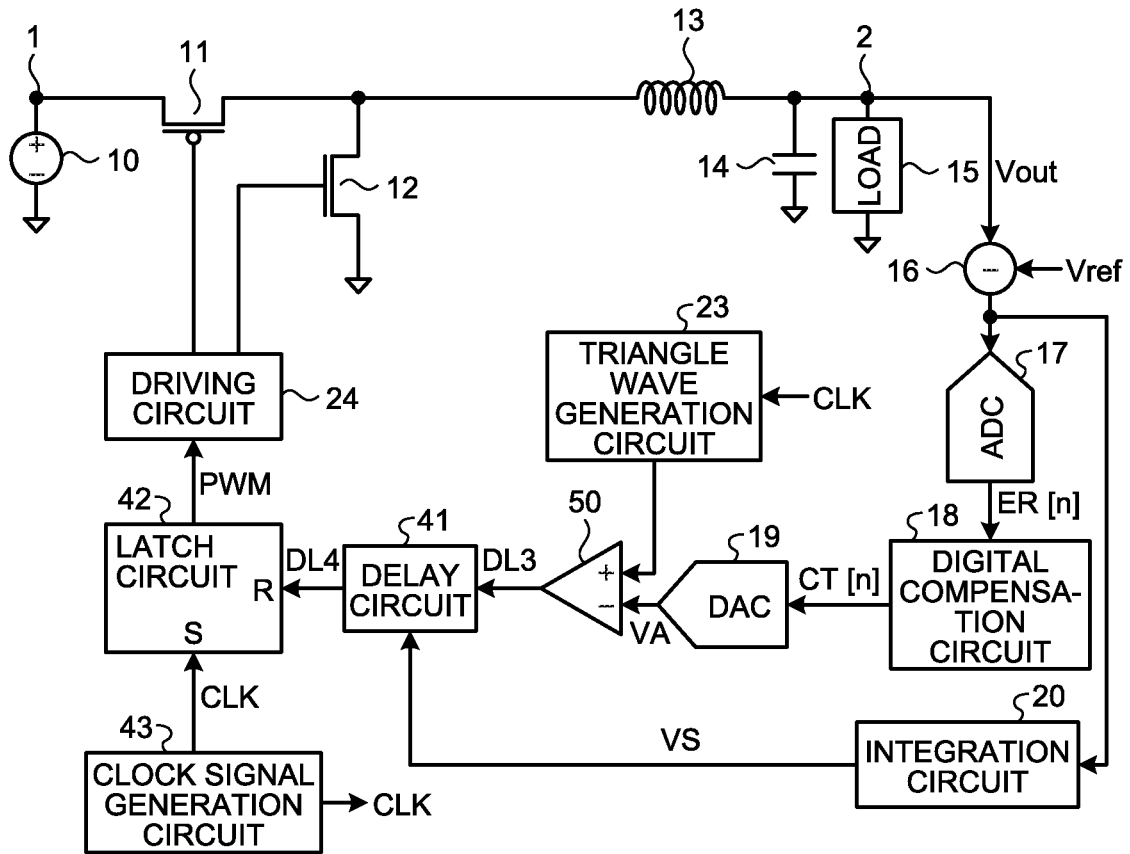 1
11
13
2
10
12
14
LOAD
15
Vout
16
Vref
23
TRIANGLE
WAVE
GENERATION
CIRCUIT
CLK
17
ADC
ER [n]
DRIVING
CIRCUIT
24
PWM
42
LATCH
CIRCUIT
R
S
DL4
41
DELAY
CIRCUIT
DL3
50
+
−
VA
19
DAC
CT [n]
18
DIGITAL
COMPENSA-
TION
CIRCUIT
CLK
43
CLOCK SIGNAL
GENERATION
CIRCUIT
CLK
VS
20
INTEGRATION
CIRCUIT